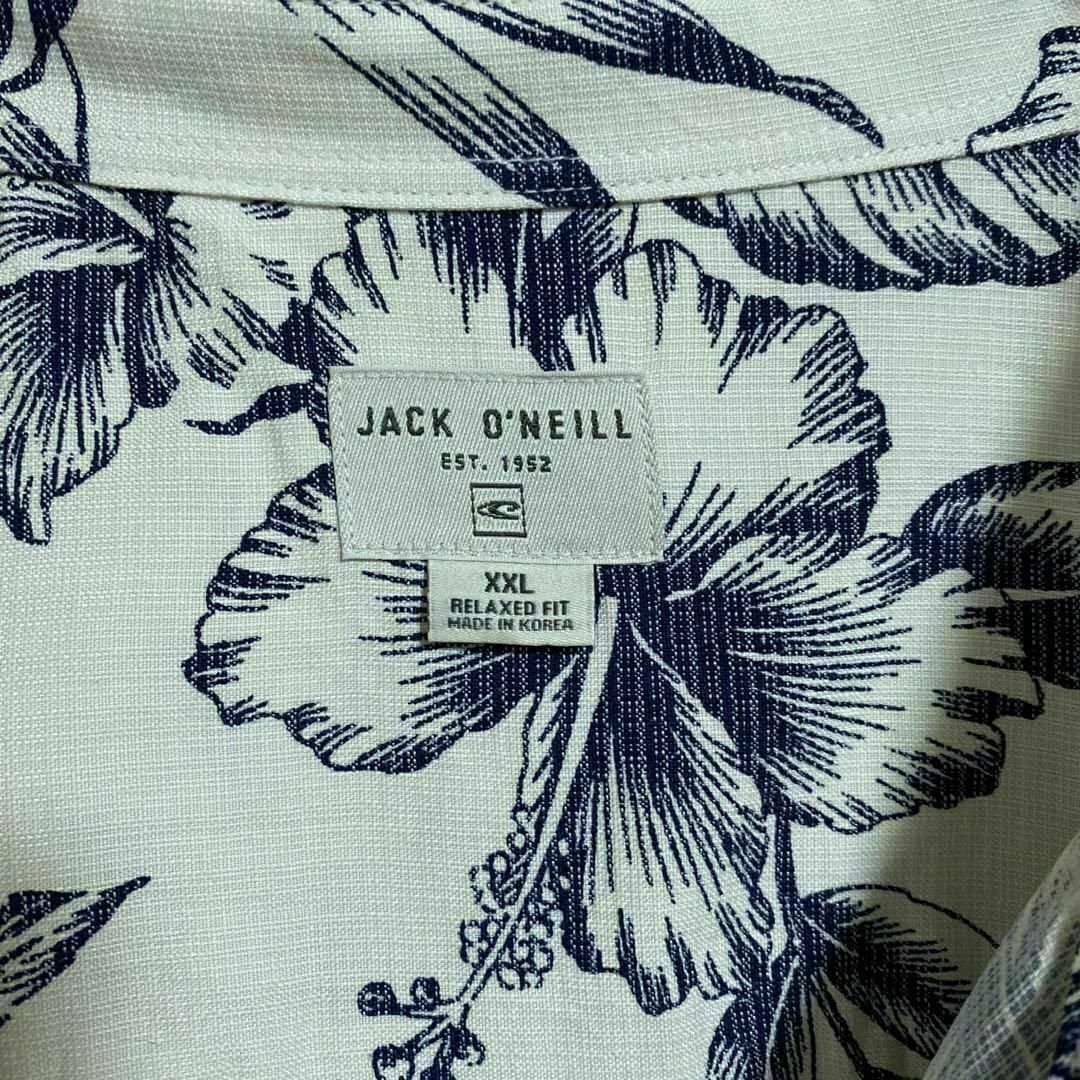 JACK O'NEILL
EST. 1952
XXL
RELAXED FIT
MADE IN KOREA